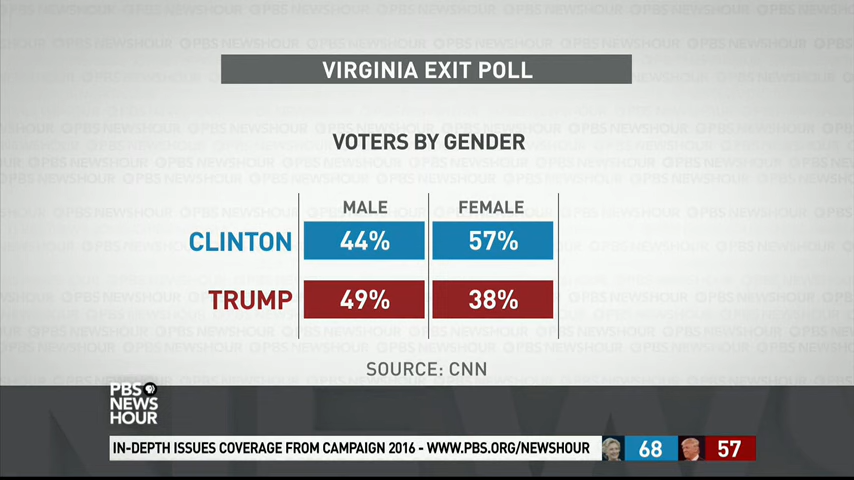 VIRGINIA EXIT POLL
VOTERS BY GENDER
MALE FEMALE
CLINTON 44% 57%
TRUMP 49% 38%
SOURCE: CNN
PBS
NEWS
HOUR
IN-DEPTH ISSUES COVERAGE FROM CAMPAIGN 2016 - WWW.PBS.ORG/NEWSHOUR 68 57